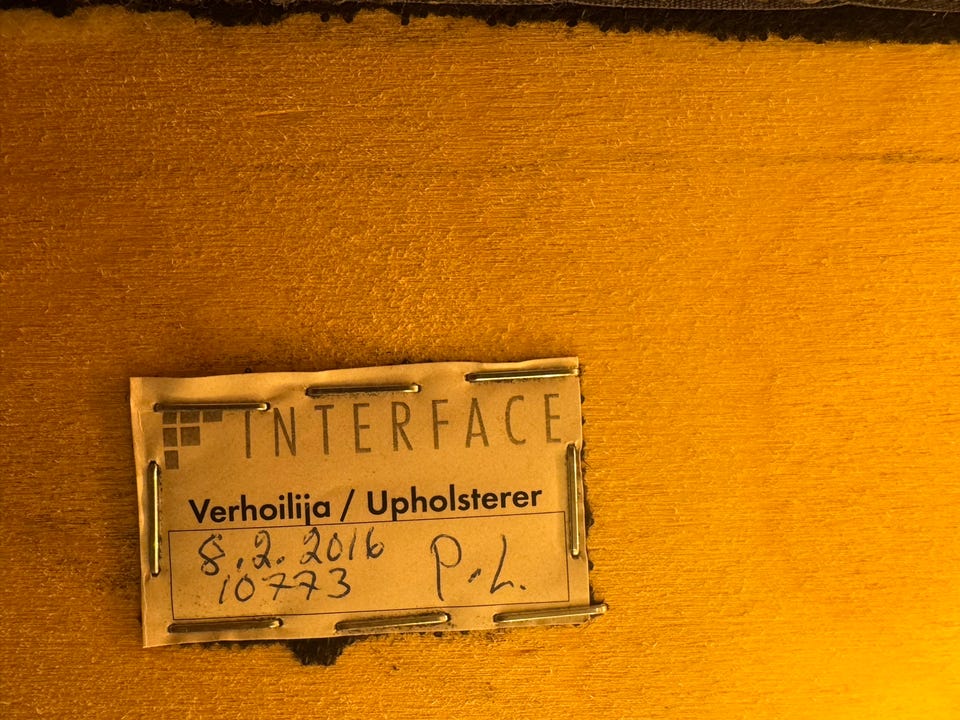 INTERFACE
Verhoilija / Upholsterer
8.2.2016
10773 P.L.